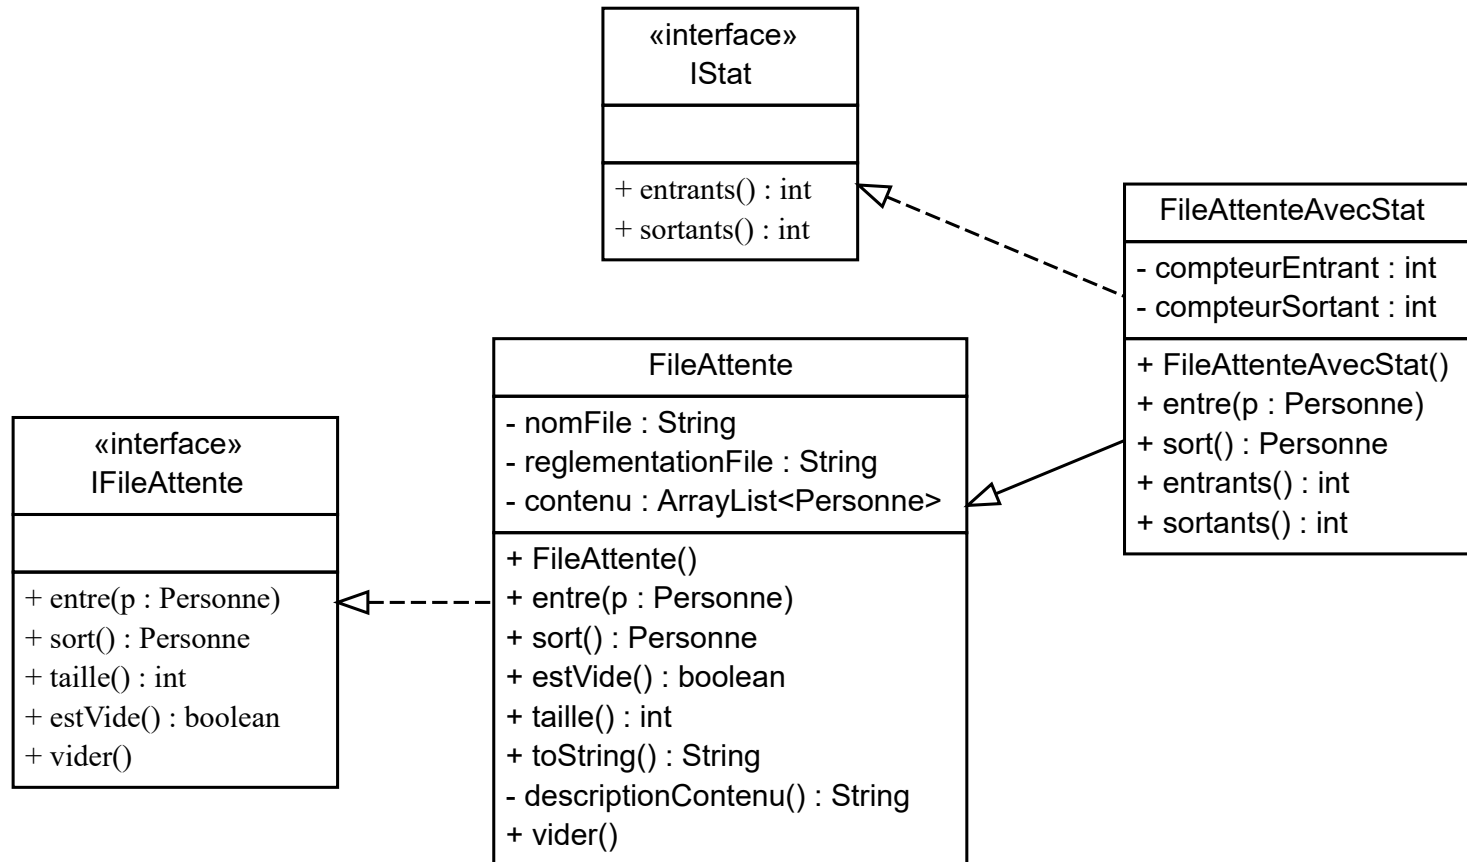 «interface»
IStat
+ entrants() : int
+ sortants() : int
FileAttenteAvecStat
- compteurEntrant : int
- compteurSortant : int
+ FileAttenteAvecStat()
+ entre(p : Personne)
+ sort() : Personne
+ entrants() : int
+ sortants() : int
FileAttente
- nomFile : String
- reglementationFile : String
- contenu : ArrayList<Personne>
+ FileAttente()
+ entre(p : Personne)
+ sort() : Personne
+ estVide() : boolean
+ taille() : int
+ toString() : String
- descriptionContenu() : String
+ vider()
«interface»
IFileAttente
+ entre(p : Personne)
+ sort() : Personne
+ taille() : int
+ estVide() : boolean
+ vider()